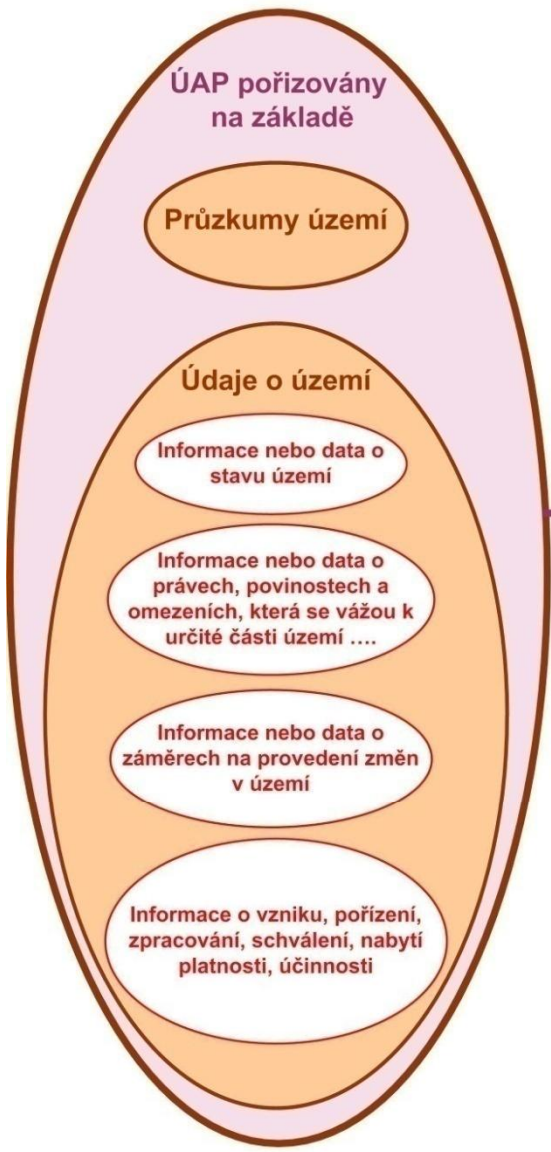 ÚAP pořizovány
na základě
Průzkumy území
Údaje o území
Informace nebo data o
stavu území
Informace nebo data o
právech, povinostech a
omezeních, která se vážou k
určité části území ....
Informace nebo data o
záměrech na provedení změn
v území
Informace o vzniku, pořízení,
zpracování, schválení, nabytí
platnosti, účinnosti